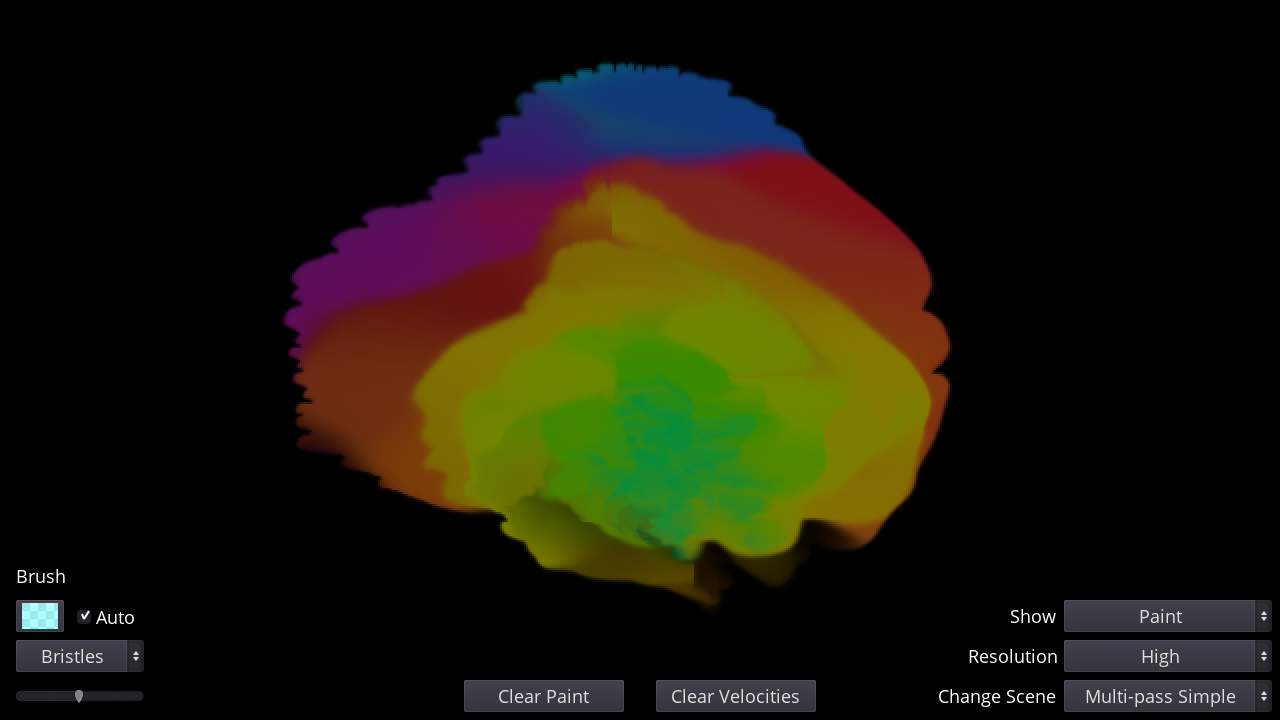 Brush
Auto
Bristles
Clear Paint
Clear Velocities
Show
Paint
Resolution
High
Change Scene
Multi-pass Simple